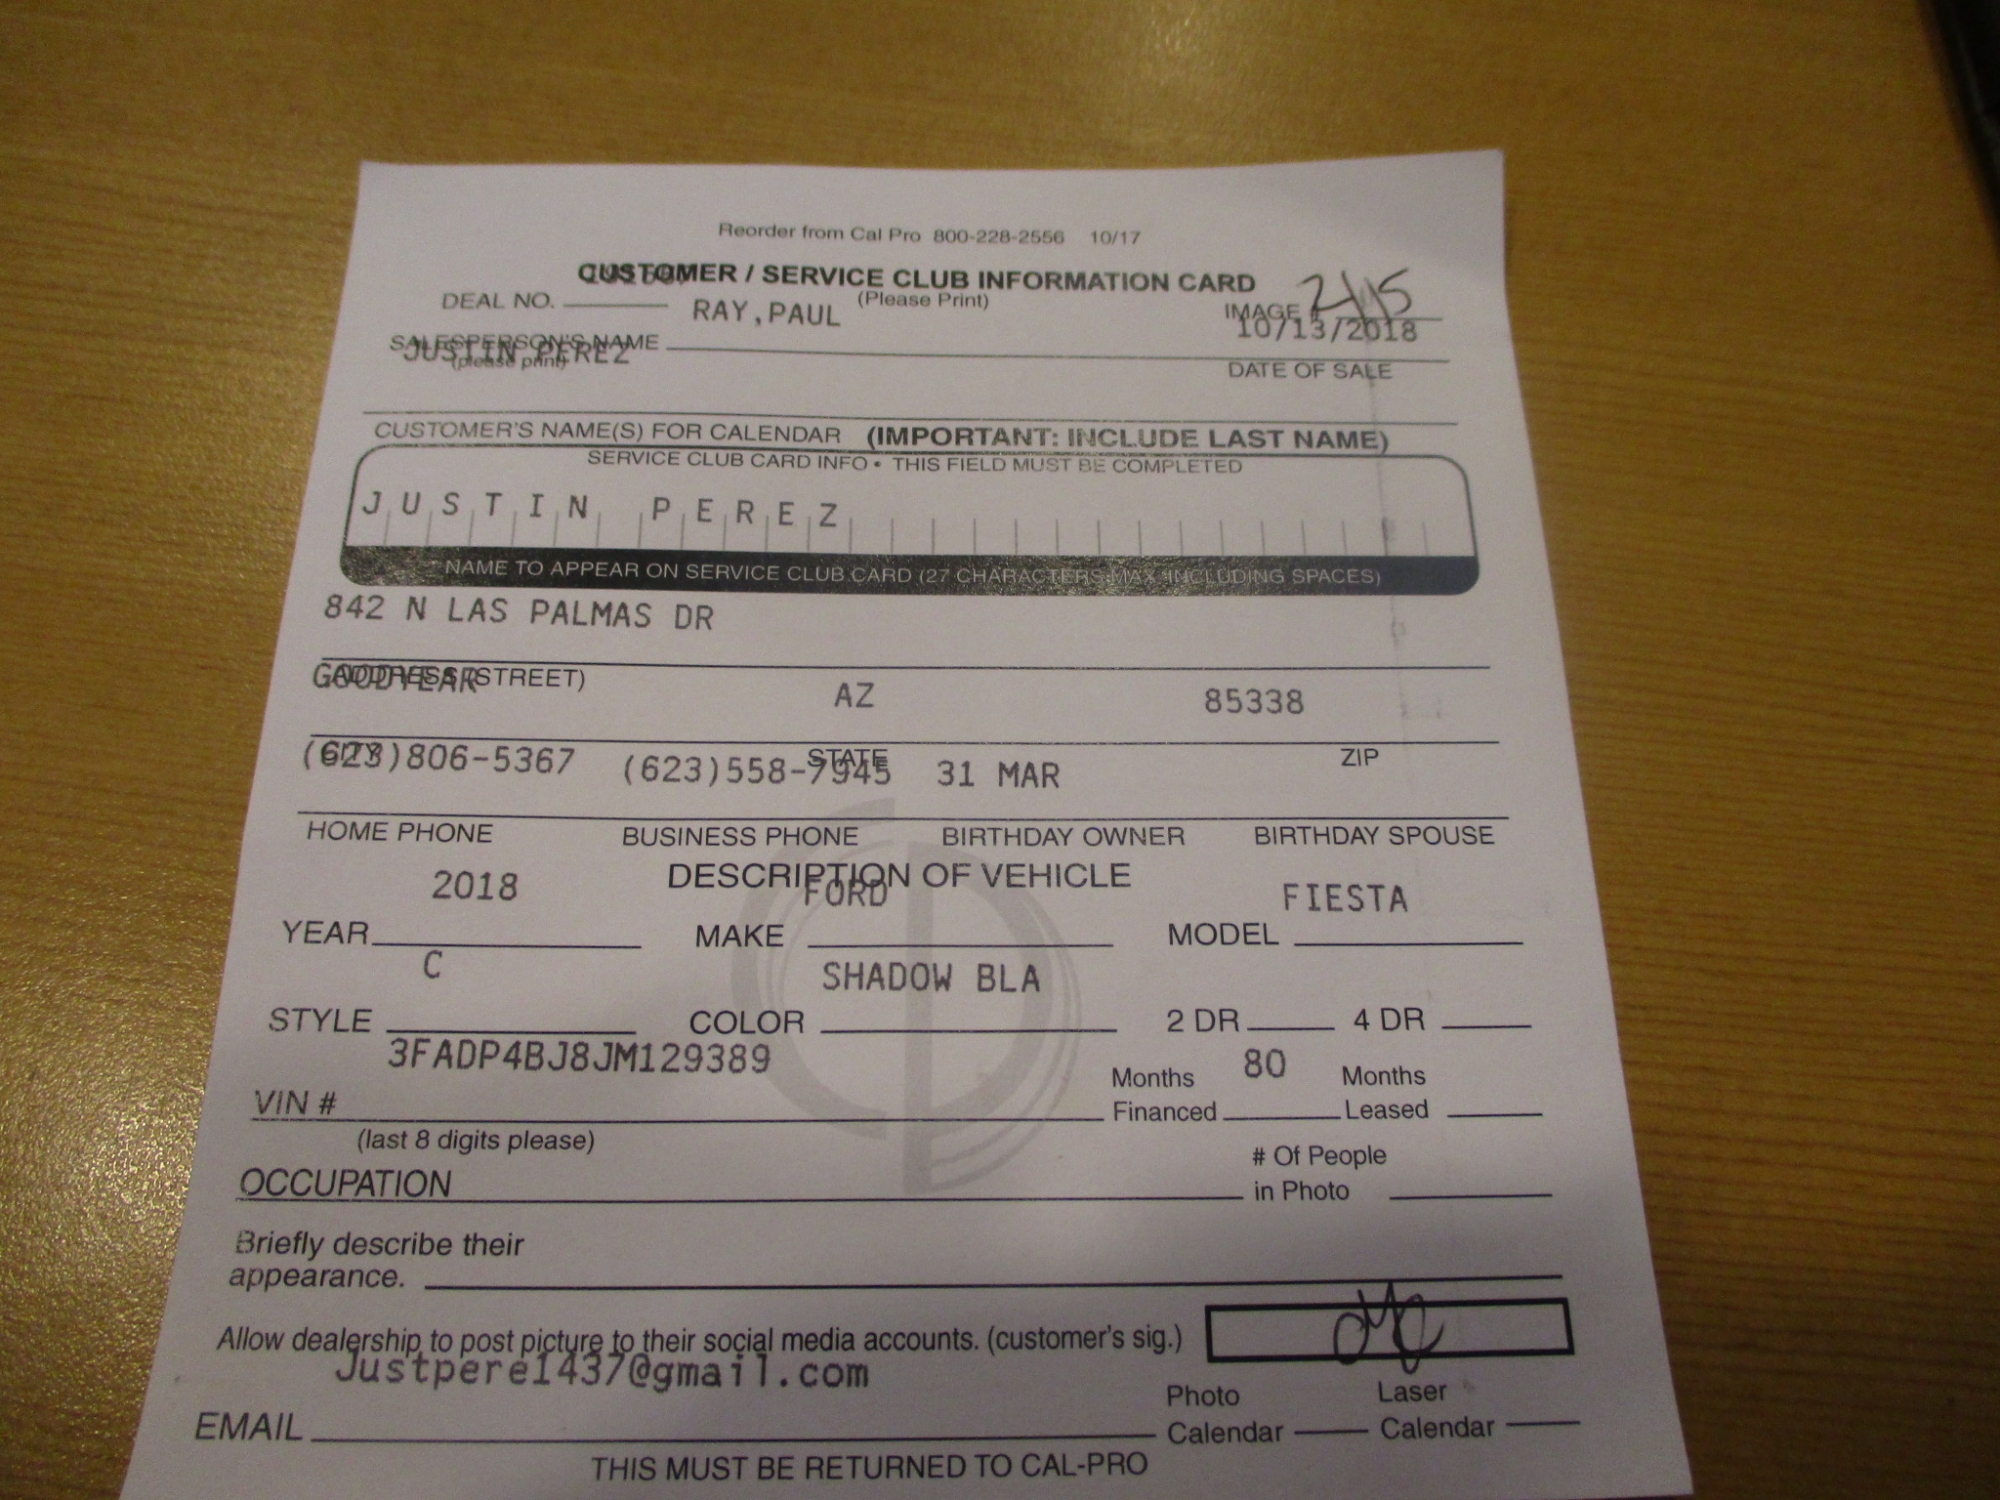 Reorder from Cal Pro 800-228-2556 10/17
CUSTOMER / SERVICE CLUB INFORMATION CARD
DEAL NO. RAY,PAUL (Please Print) IMAGE # 2115
10/13/2018
SALESPERSON'S NAME
JUSTIN PEREZ
(please print)
DATE OF SALE
CUSTOMER'S NAME(S) FOR CALENDAR (IMPORTANT: INCLUDE LAST NAME)
SERVICE CLUB CARD INFO • THIS FIELD MUST BE COMPLETED
JUSTIN PEREZ
NAME TO APPEAR ON SERVICE CLUB CARD (27 CHARACTERS MAX INCLUDING SPACES)
842 N LAS PALMAS DR
ADDRESS (STREET)
GOODYEAR AZ 85338
CITY STATE ZIP
(623)806-5367 (623)558-7945 31 MAR
HOME PHONE BUSINESS PHONE BIRTHDAY OWNER BIRTHDAY SPOUSE
DESCRIPTION OF VEHICLE
2018 FORD FIESTA
YEAR MAKE MODEL
C SHADOW BLA
STYLE COLOR 2 DR 4 DR
3FADP4BJ8JM129389 Months 80 Months
VIN # Financed Leased
(last 8 digits please)
# Of People
OCCUPATION in Photo
Briefly describe their
appearance.
Allow dealership to post picture to their social media accounts. (customer's sig.)
Justpere1437@gmail.com
Photo Laser
EMAIL Calendar Calendar
THIS MUST BE RETURNED TO CAL-PRO